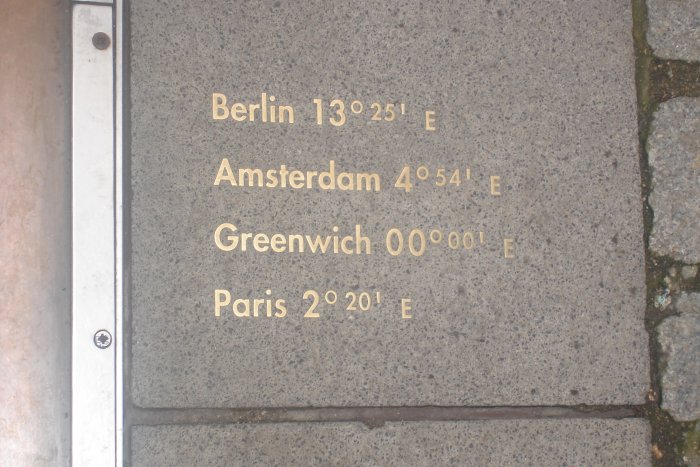 Berlin 13° 25' E
Amsterdam 4° 54' E
Greenwich 00° 00' E
Paris 2° 20' E